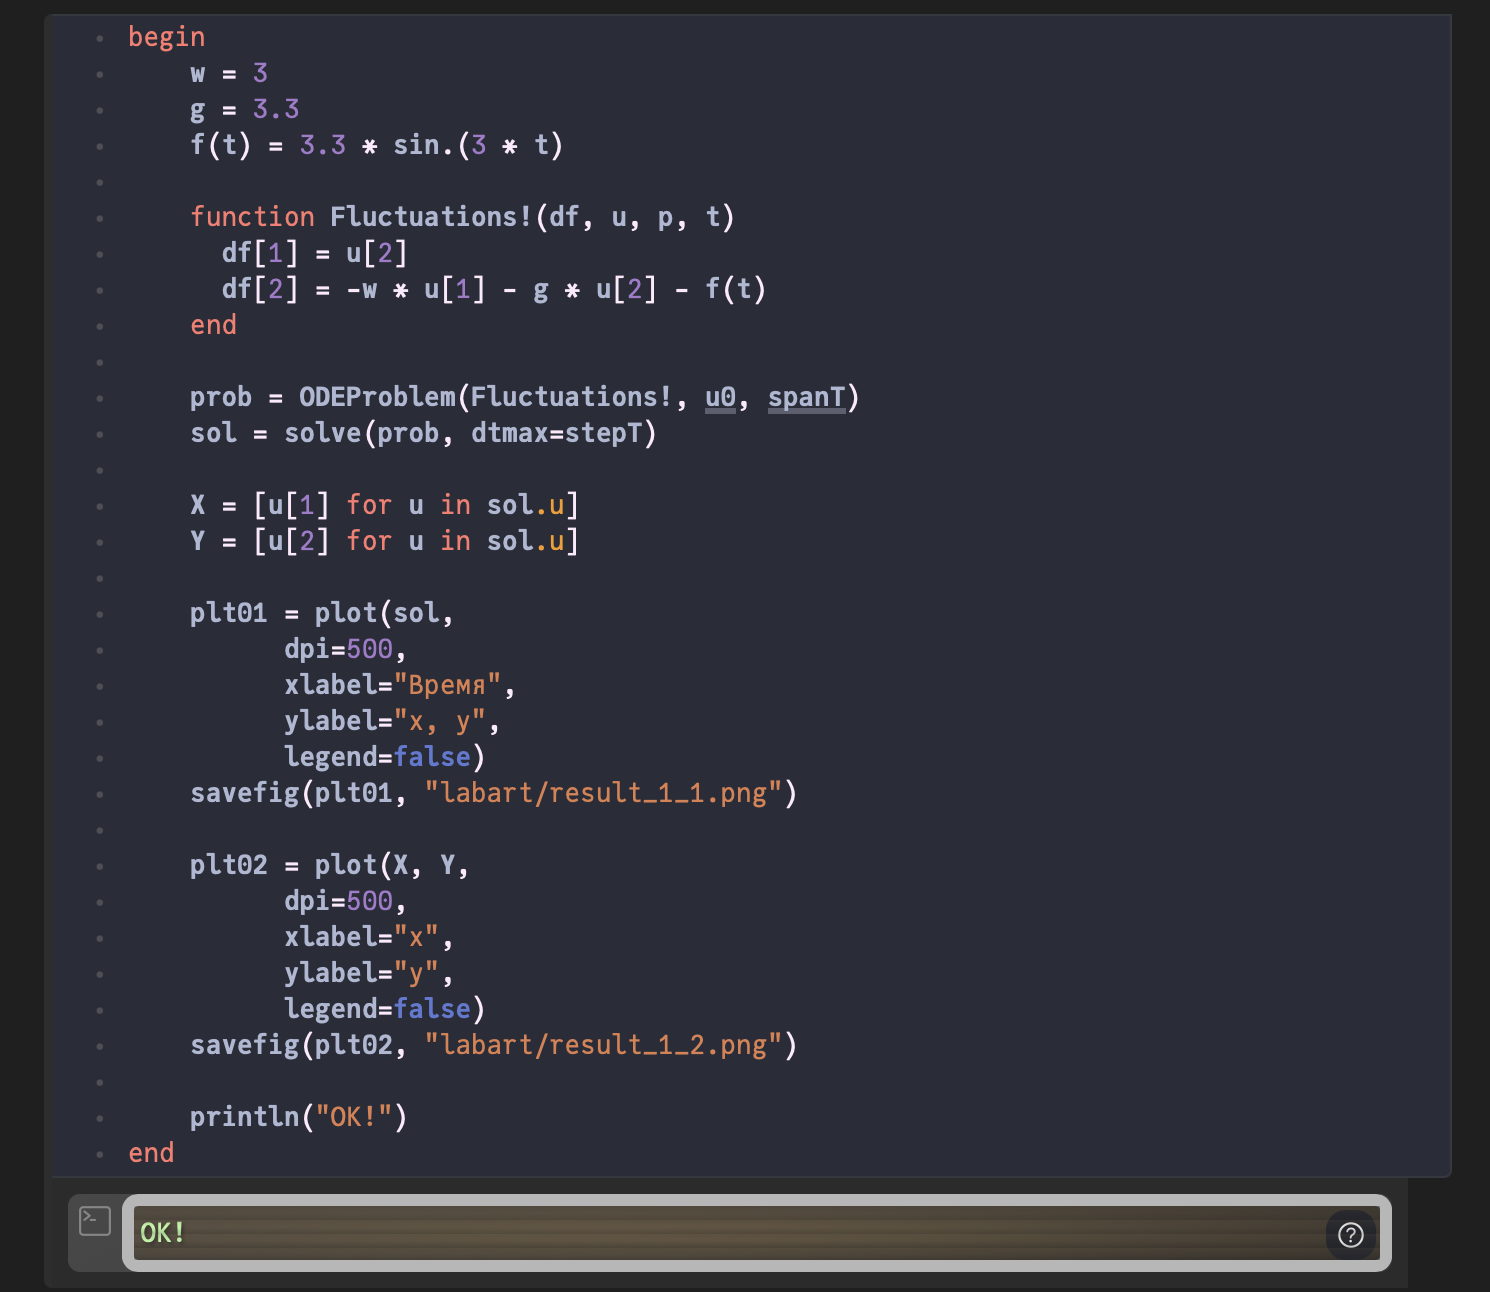 begin
    w = 3
    g = 3.3
    f(t) = 3.3 * sin.(3 * t)

    function Fluctuations!(df, u, p, t)
      df[1] = u[2]
      df[2] = -w * u[1] - g * u[2] - f(t)
    end

    prob = ODEProblem(Fluctuations!, u0, spanT)
    sol = solve(prob, dtmax=stepT)

    X = [u[1] for u in sol.u]
    Y = [u[2] for u in sol.u]

    plt01 = plot(sol,
          dpi=500,
          xlabel="Время",
          ylabel="x, y",
          legend=false)
    savefig(plt01, "labart/result_1_1.png")

    plt02 = plot(X, Y,
          dpi=500,
          xlabel="x",
          ylabel="y",
          legend=false)
    savefig(plt02, "labart/result_1_2.png")

    println("OK!")
end
OK!